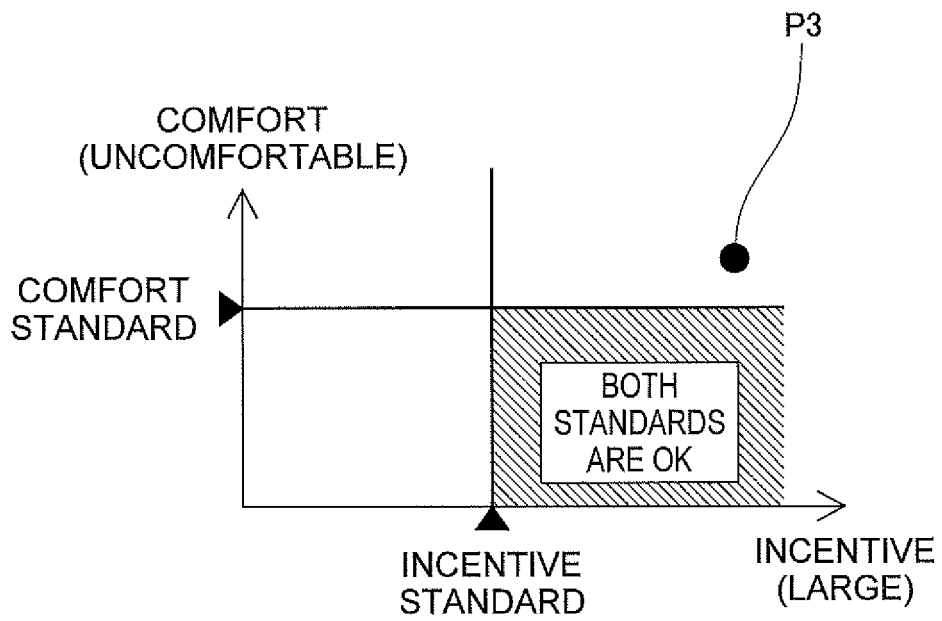 P3
COMFORT
(UNCOMFORTABLE)
COMFORT
STANDARD
BOTH
STANDARDS
ARE OK
INCENTIVE
STANDARD
INCENTIVE
(LARGE)